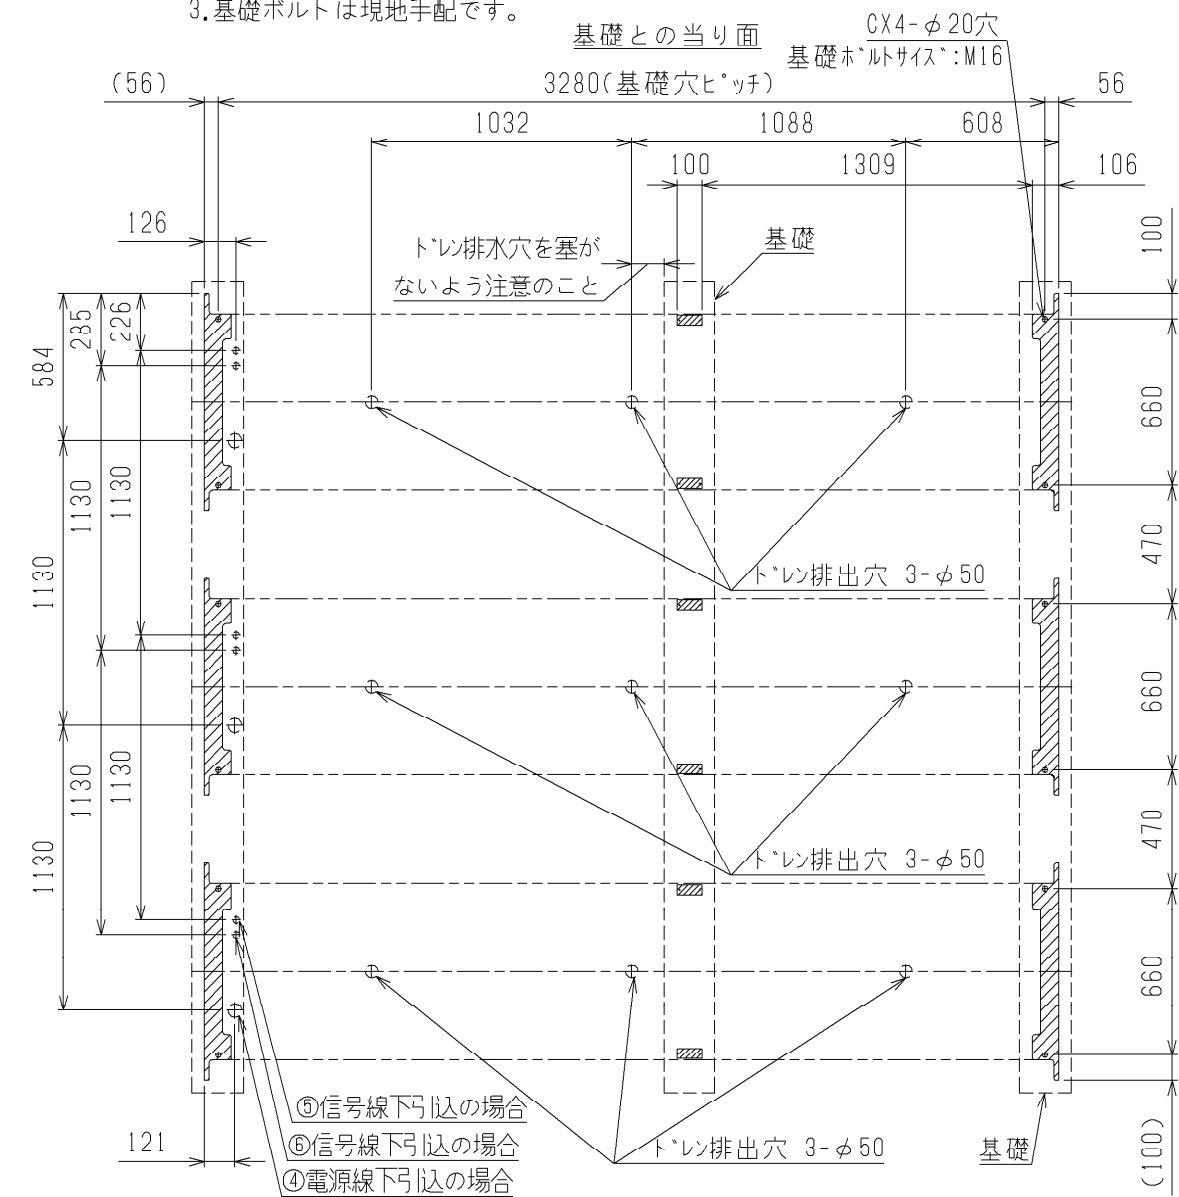 3.基礎ボルトは現地手配です。
基礎との当り面
CX4-φ20穴
基礎ボルトサイズ:M16
(56)
3280(基礎穴ピッチ)
56
1032
1088
608
100
1309
106
126
ドレン排水穴を塞が
ないよう注意のこと
基礎
100
226
285
584
660
1130
1130
1130
470
ドレン排出穴 3-φ50
660
1130
1130
1130
470
ドレン排出穴 3-φ50
660
⑤信号線下引込の場合
⑥信号線下引込の場合
④電源線下引込の場合
121
ドレン排出穴 3-φ50
基礎
(100)